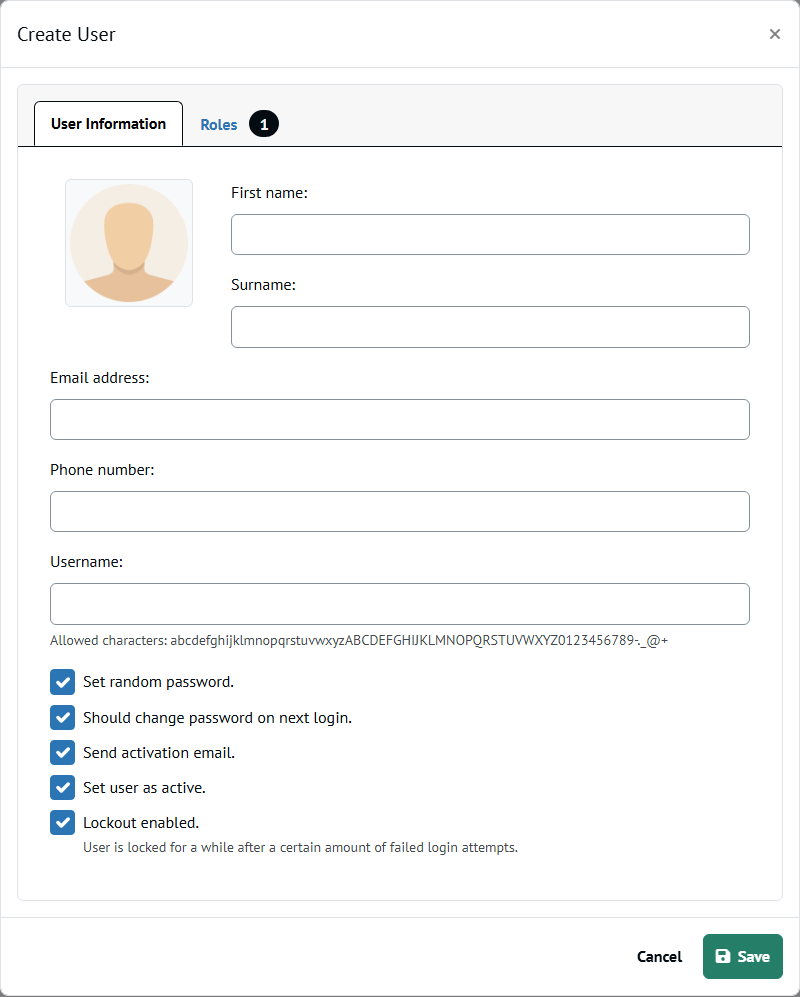 Create User
×
User Information
Roles 1
First name:
Surname:
Email address:
Phone number:
Username:
Allowed characters: abcdefghijklmnopqrstuvwxyzABCDEFGHIJKLMNOPQRSTUVWXYZ0123456789-._@+
Set random password.
Should change password on next login.
Send activation email.
Set user as active.
Lockout enabled.
User is locked for a while after a certain amount of failed login attempts.
Cancel
Save